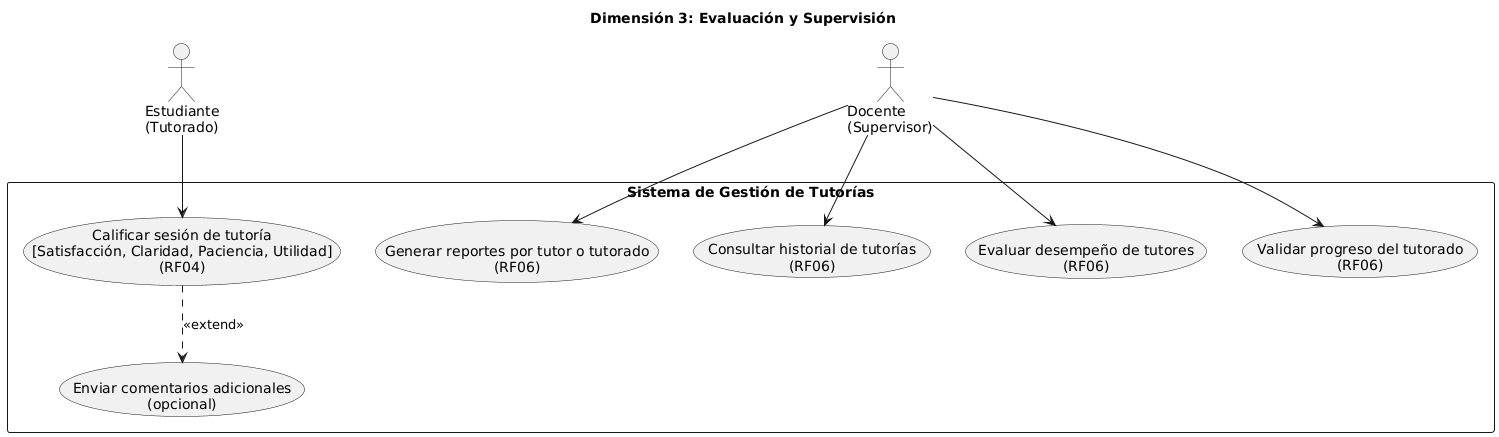 Dimensión 3: Evaluación y Supervisión
Estudiante
(Tutorado)
Docente
(Supervisor)
Sistema de Gestión de Tutorías
Calificar sesión de tutoría
[Satisfacción, Claridad, Paciencia, Utilidad]
(RF04)
Generar reportes por tutor o tutorado
(RF06)
Consultar historial de tutorías
(RF06)
Evaluar desempeño de tutores
(RF06)
Validar progreso del tutorado
(RF06)
«extend»
Enviar comentarios adicionales
(opcional)